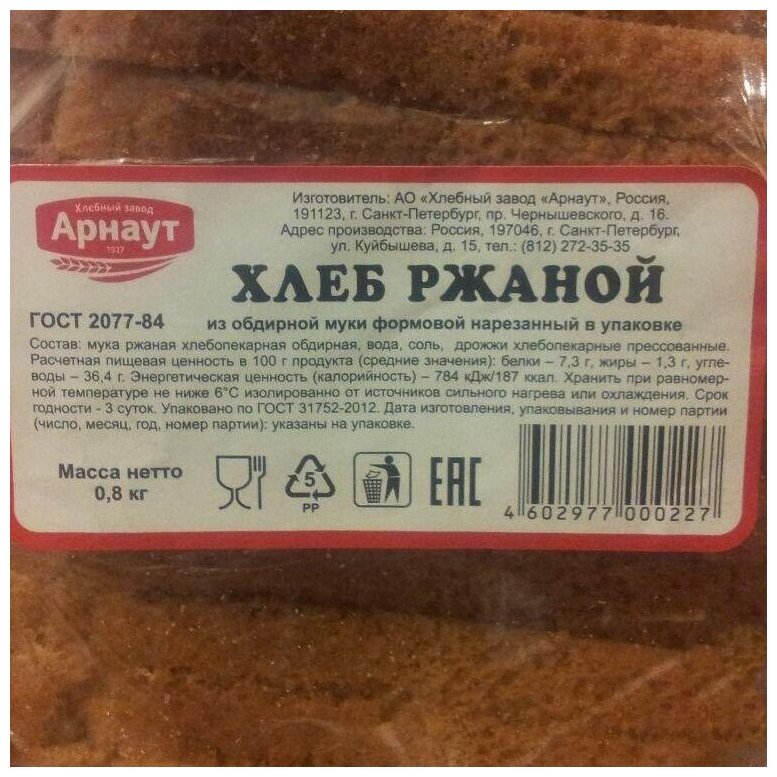 Хлебный завод
Арнаут
1937
Изготовитель: АО «Хлебный завод «Арнаут», Россия,
191123, г. Санкт-Петербург, пр. Чернышевского, д. 16.
Адрес производства: Россия, 197046, г. Санкт-Петербург,
ул. Куйбышева, д. 15, тел.: (812) 272-35-35
ХЛЕБ РЖАНОЙ
ГОСТ 2077-84 из обдирной муки формовой нарезанный в упаковке
Состав: мука ржаная хлебопекарная обдирная, вода, соль, дрожжи хлебопекарные прессованные.
Расчетная пищевая ценность в 100 г продукта (средние значения): белки – 7,3 г, жиры – 1,3 г, угле-
воды – 36,4 г. Энергетическая ценность (калорийность) – 784 кДж/187 ккал. Хранить при равномер-
ной температуре не ниже 6°С изолированно от источников сильного нагрева или охлаждения. Срок
годности - 3 суток. Упаковано по ГОСТ 31752-2012. Дата изготовления, упаковывания и номер партии
(число, месяц, год, номер партии): указаны на упаковке.
Масса нетто
0,8 кг
5
PP
EAC
4 602977 000227